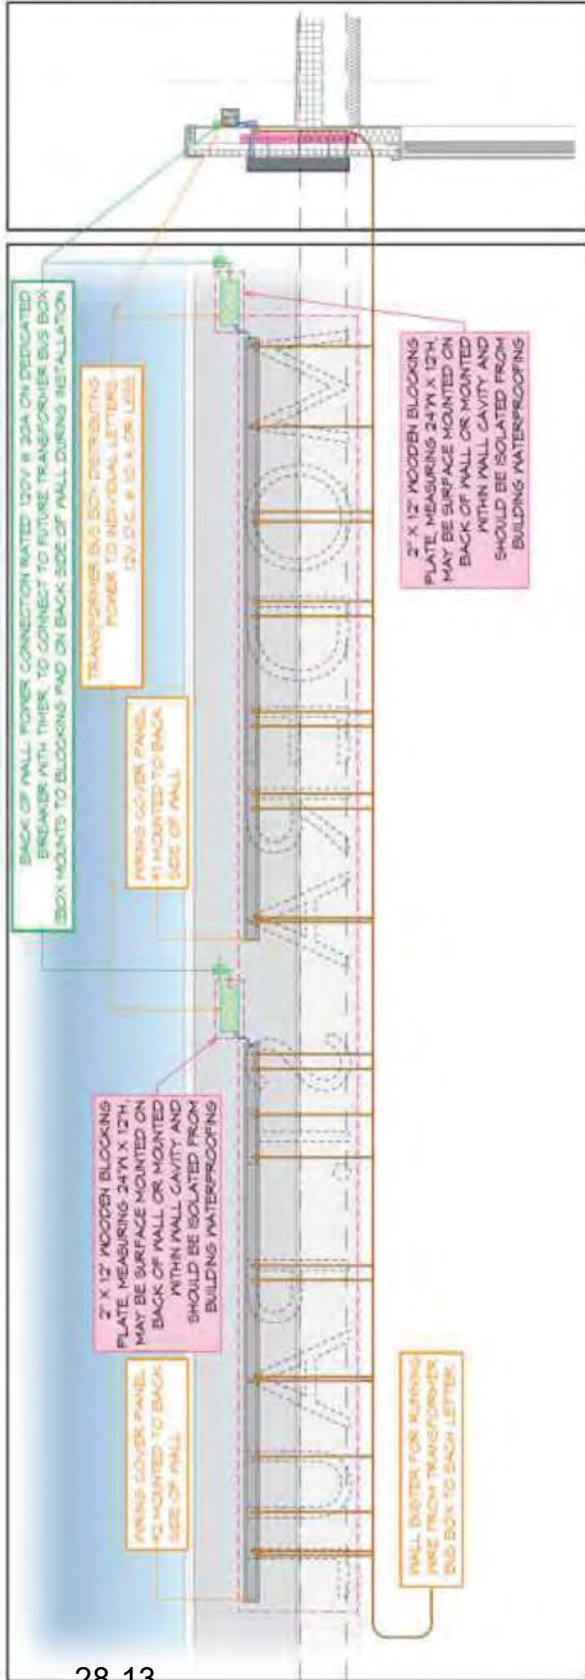 BACK OF WALL: POWER CONNECTION RATED 120V @ 20A ON DEDICATED
BREAKER WITH TIMER TO CONNECT TO FUTURE TRANSFORMER BUS BOX
(BOX MOUNTS TO BLOCKING PAD ON BACK SIDE OF WALL DURING INSTALLATION
TRANSFORMER BUS BOX DISTRIBUTING
POWER TO INDIVIDUAL LETTERS:
12V D.C. @ 10 A OR LESS
WIRING COVER PANEL
#1 MOUNTED TO BACK
SIDE OF WALL
2" X 12" WOODEN BLOCKING
PLATE, MEASURING 24"W X 12"H,
MAY BE SURFACE MOUNTED ON
BACK OF WALL OR MOUNTED
WITHIN WALL CAVITY AND
SHOULD BE ISOLATED FROM
BUILDING WATERPROOFING
2" X 12" WOODEN BLOCKING
PLATE, MEASURING 24"W X 12"H,
MAY BE SURFACE MOUNTED ON
BACK OF WALL OR MOUNTED
WITHIN WALL CAVITY AND
SHOULD BE ISOLATED FROM
BUILDING WATERPROOFING
WIRING COVER PANEL
#2 MOUNTED TO BACK
SIDE OF WALL
WALL BUSTER FOR RUNNING
WIRE FROM TRANSFORMER
BUS BOX TO EACH LETTER
28-13